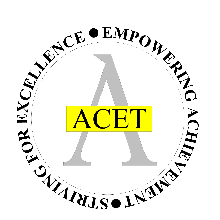 STRIVING FOR EXCELLENCE ● EMPOWERING ACHIEVEMENT ●
A
ACET